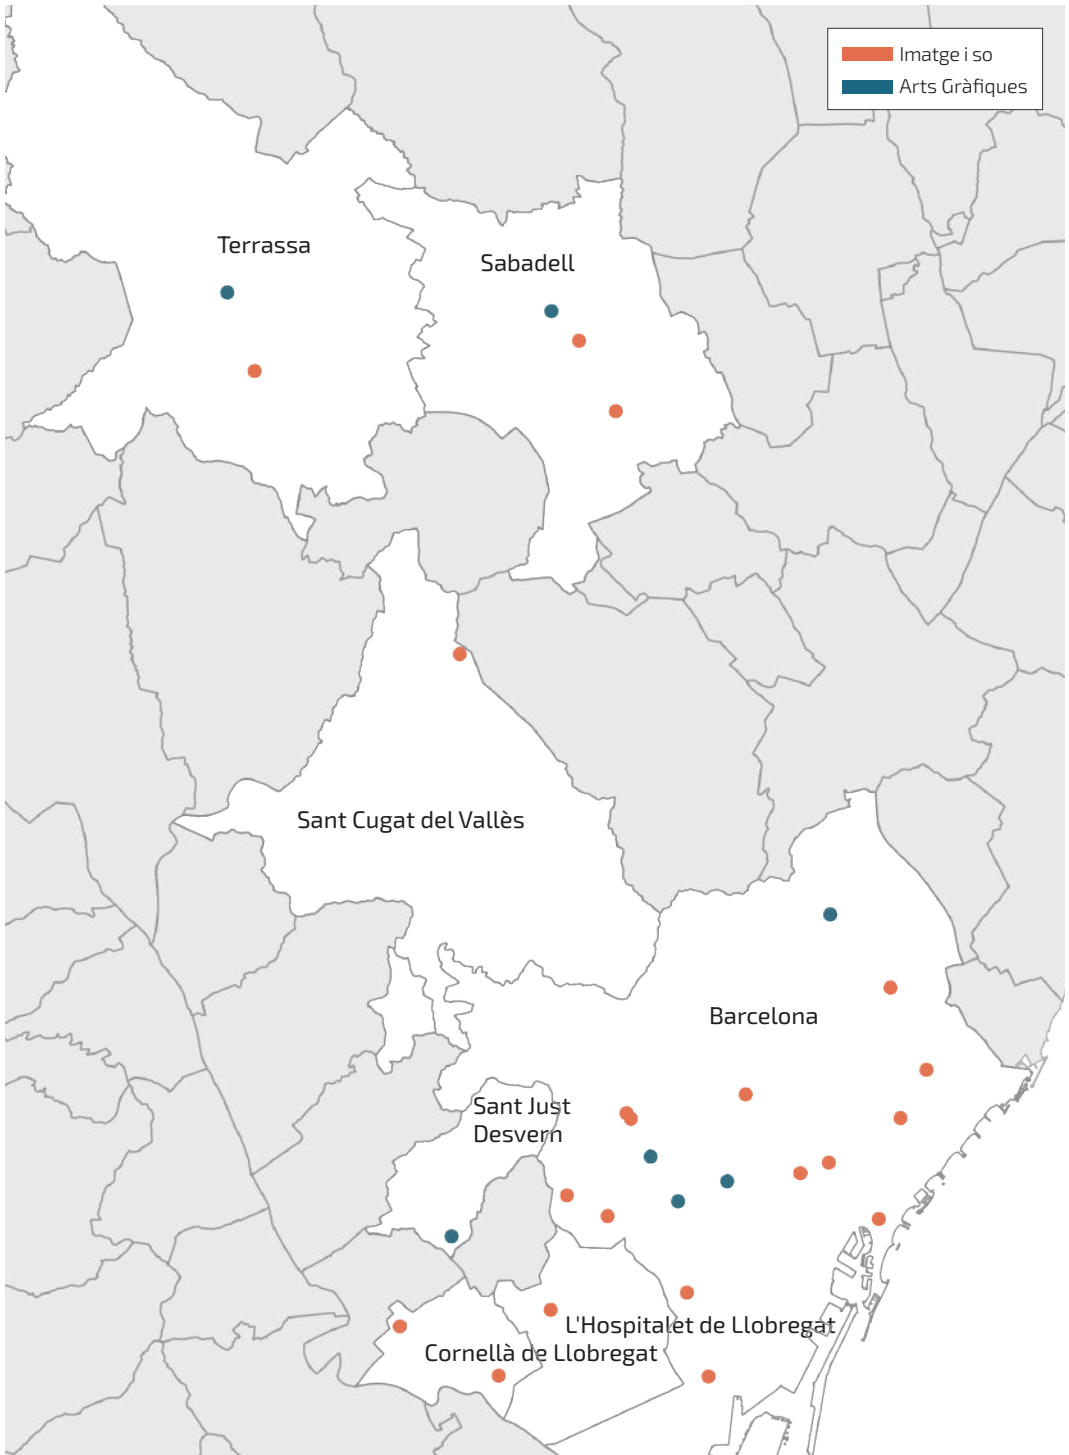 Imatge i so
Arts Gràfiques
Terrassa
Sabadell
Sant Cugat del Vallès
Barcelona
Sant Just
Desvern
L'Hospitalet de Llobregat
Cornellà de Llobregat